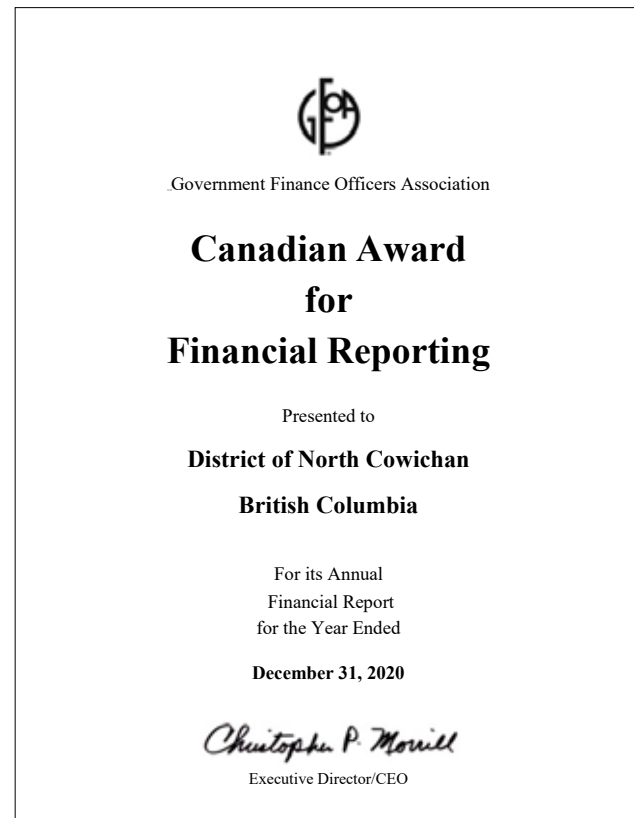 GFOA
Government Finance Officers Association
Canadian Award
for
Financial Reporting
Presented to
District of North Cowichan
British Columbia
For its Annual
Financial Report
for the Year Ended
December 31, 2020
Christopher P. Morrill
Executive Director/CEO